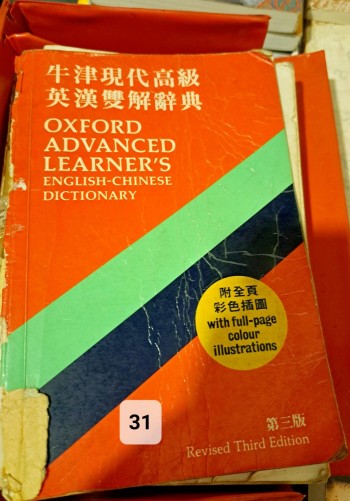 牛津現代高級
英漢雙解辭典
OXFORD
ADVANCED
LEARNER'S
ENGLISH-CHINESE
DICTIONARY
附全頁
彩色插圖
with full-page
colour
illustrations
31
第三版
Revised Third Edition